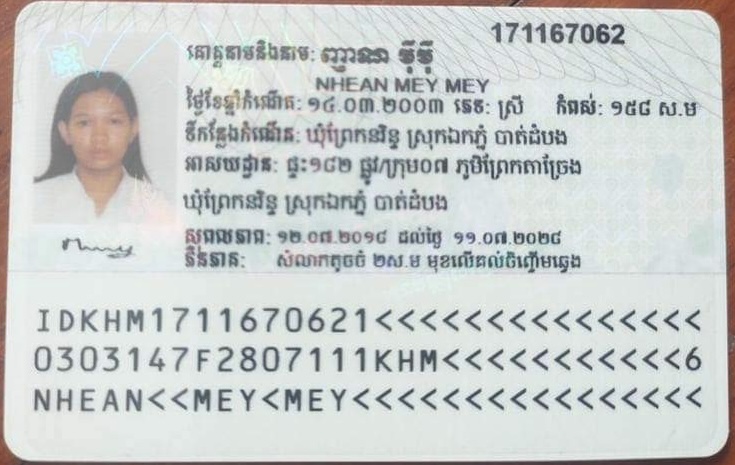 171167062
គោត្តនាមនិងនាម: ញាណ ម៉ីម៉ី
NHEAN MEY MEY
ថ្ងៃខែឆ្នាំកំណើត: ១៤.០៣.២០០៣ ភេទ: ស្រី កំពស់: ១៥៨ ស.ម
ទីកន្លែងកំណើត: ឃុំព្រែកនរិន្ទ ស្រុកឯកភ្នំ បាត់ដំបង
អាសយដ្ឋាន: ផ្ទះ១៨២ ផ្លូវ/ក្រុម០៧ ភូមិព្រែកតាច្រែង
ឃុំព្រែកនរិន្ទ ស្រុកឯកភ្នំ បាត់ដំបង
សុពលភាព: ១២.០៧.២០១៨ ដល់ថ្ងៃ ១១.០៧.២០២៨
ភិនភាគ: សំលាកតូចចំ ២ស.ម មុខលើគល់ចិញ្ចើមឆ្វេង
IDKHM1711670621<<<<<<<<<<<<<<<
0303147F2807111KHM<<<<<<<<<<<6
NHEAN<<MEY<MEY<<<<<<<<<<<<<<<<